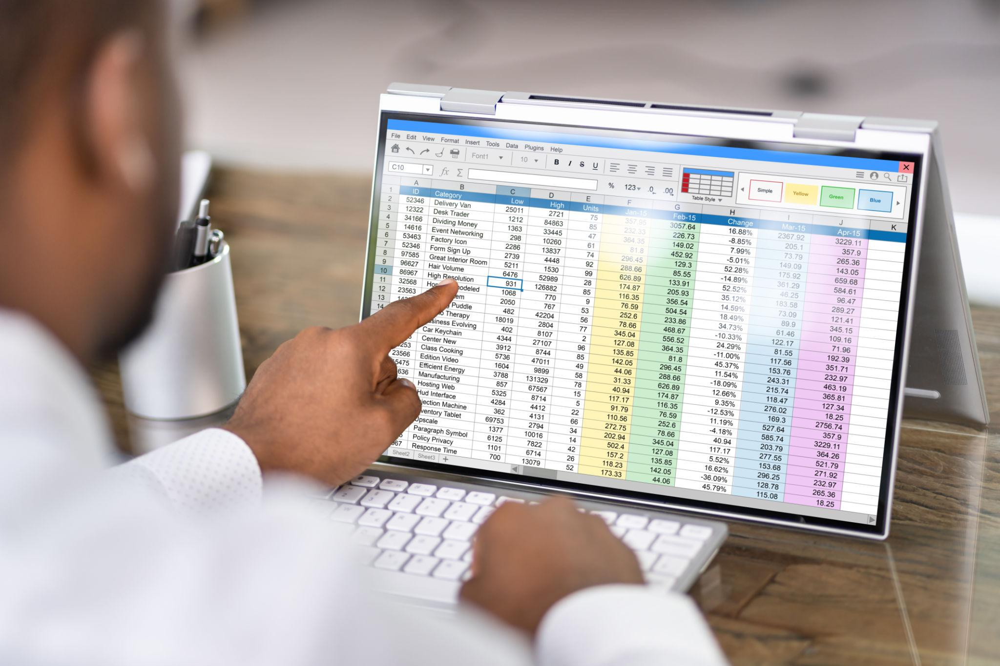 File Edit View Format Insert Tools Data Plugins Help
Font1 10 B I S U
C10 fx Σ % 123 .0 .00 Table Style Simple Yellow Green Blue
A B C D E F G H I J K
1 ID Category Low High Units Jan-15 Feb-15 Change Mar-15 Apr-15
2 52346 Delivery Van 25011 2721 75 357.95 3057.64 16.88% 2367.92 3229.11
3 12322 Desk Trader 1212 84863 85 232.33 226.73 -8.85% 205.1 357.9
4 34166 Dividing Money 1363 33445 47 364.35 149.02 7.99% 73.79 265.36
5 14616 Event Networking 298 10260 61 81.8 452.92 -5.01% 149.09 143.05
6 53463 Factory Icon 2286 13837 74 296.45 129.3 52.28% 175.92 659.68
7 52346 Form Sign Up 2739 4448 92 288.66 85.55 -14.89% 361.29 584.61
8 97585 Great Interior Room 5211 1530 99 626.89 133.91 52.52% 46.25 96.47
9 96627 Hair Volume 6476 52989 28 174.87 205.93 35.12% 183.58 289.27
10 86967 High Resolution 931 126882 85 116.35 356.54 14.59% 73.09 121.41
11 32568 1068 770 9 76.59 504.54 18.49% 89.9 345.15
12 23563 2050 767 53 252.6 233.86 34.73% 61.46 109.16
13 Puddle 482 42204 56 78.66 468.67 -10.33% 122.17 71.96
14 Therapy 18019 2804 77 345.04 556.52 24.29% 81.55 192.39
Evolving 402 8107 2 127.08 364.35 -11.00% 117.56 351.71
Car Keychain 4344 27107 96 135.85 81.8 45.37% 153.76 232.97
Center New 3912 8744 85 142.05 296.45 11.54% 243.31 463.19
Class Cooking 5736 47011 49 44.06 288.66 -18.09% 215.74 365.81
23566 Edition Video 1604 9899 58 31.33 626.89 12.66% 118.47 127.34
Efficient Energy 3788 131329 78 40.94 174.87 9.35% 276.02 18.25
Manufacturing 857 67567 15 117.17 116.35 -12.53% 169.3 2756.74
Hosting Web 5325 8714 5 91.79 76.59 11.19% 527.64 357.9
Hud Interface 4284 4412 22 110.56 252.6 -4.18% 585.74 3229.11
Machine 362 4131 66 272.75 78.66 40.94 203.79 364.26
Tablet 69753 2794 34 202.94 345.04 117.17 277.55 521.79
Upscale 1377 10016 14 502.4 127.08 5.52% 153.68 271.92
Paragraph Symbol 6125 7822 42 157.2 135.85 16.62% 296.25 232.97
Policy Privacy 1101 6714 26 118.23 142.05 -36.09% 128.78 265.36
Response Time 700 13079 52 173.33 44.06 45.79% 115.08 18.25
Sheet2 Sheet3 +